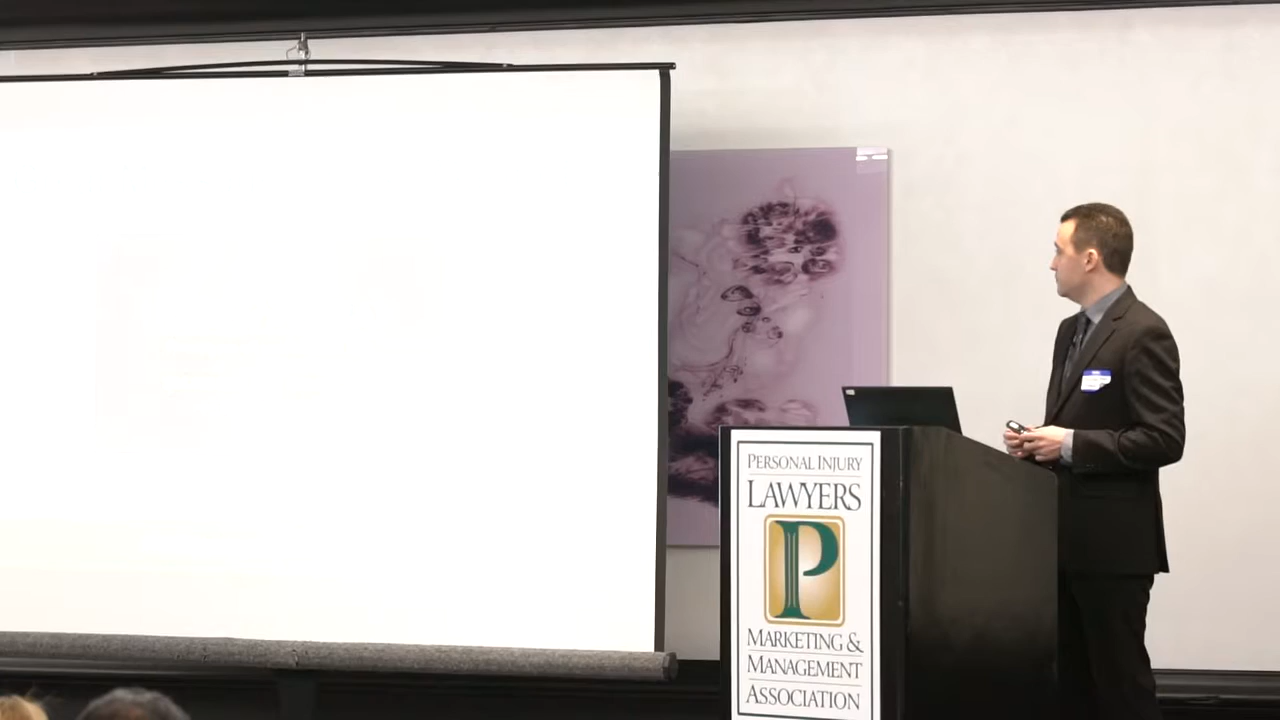 PERSONAL INJURY
LAWYERS
P
MARKETING &
MANAGEMENT
ASSOCIATION